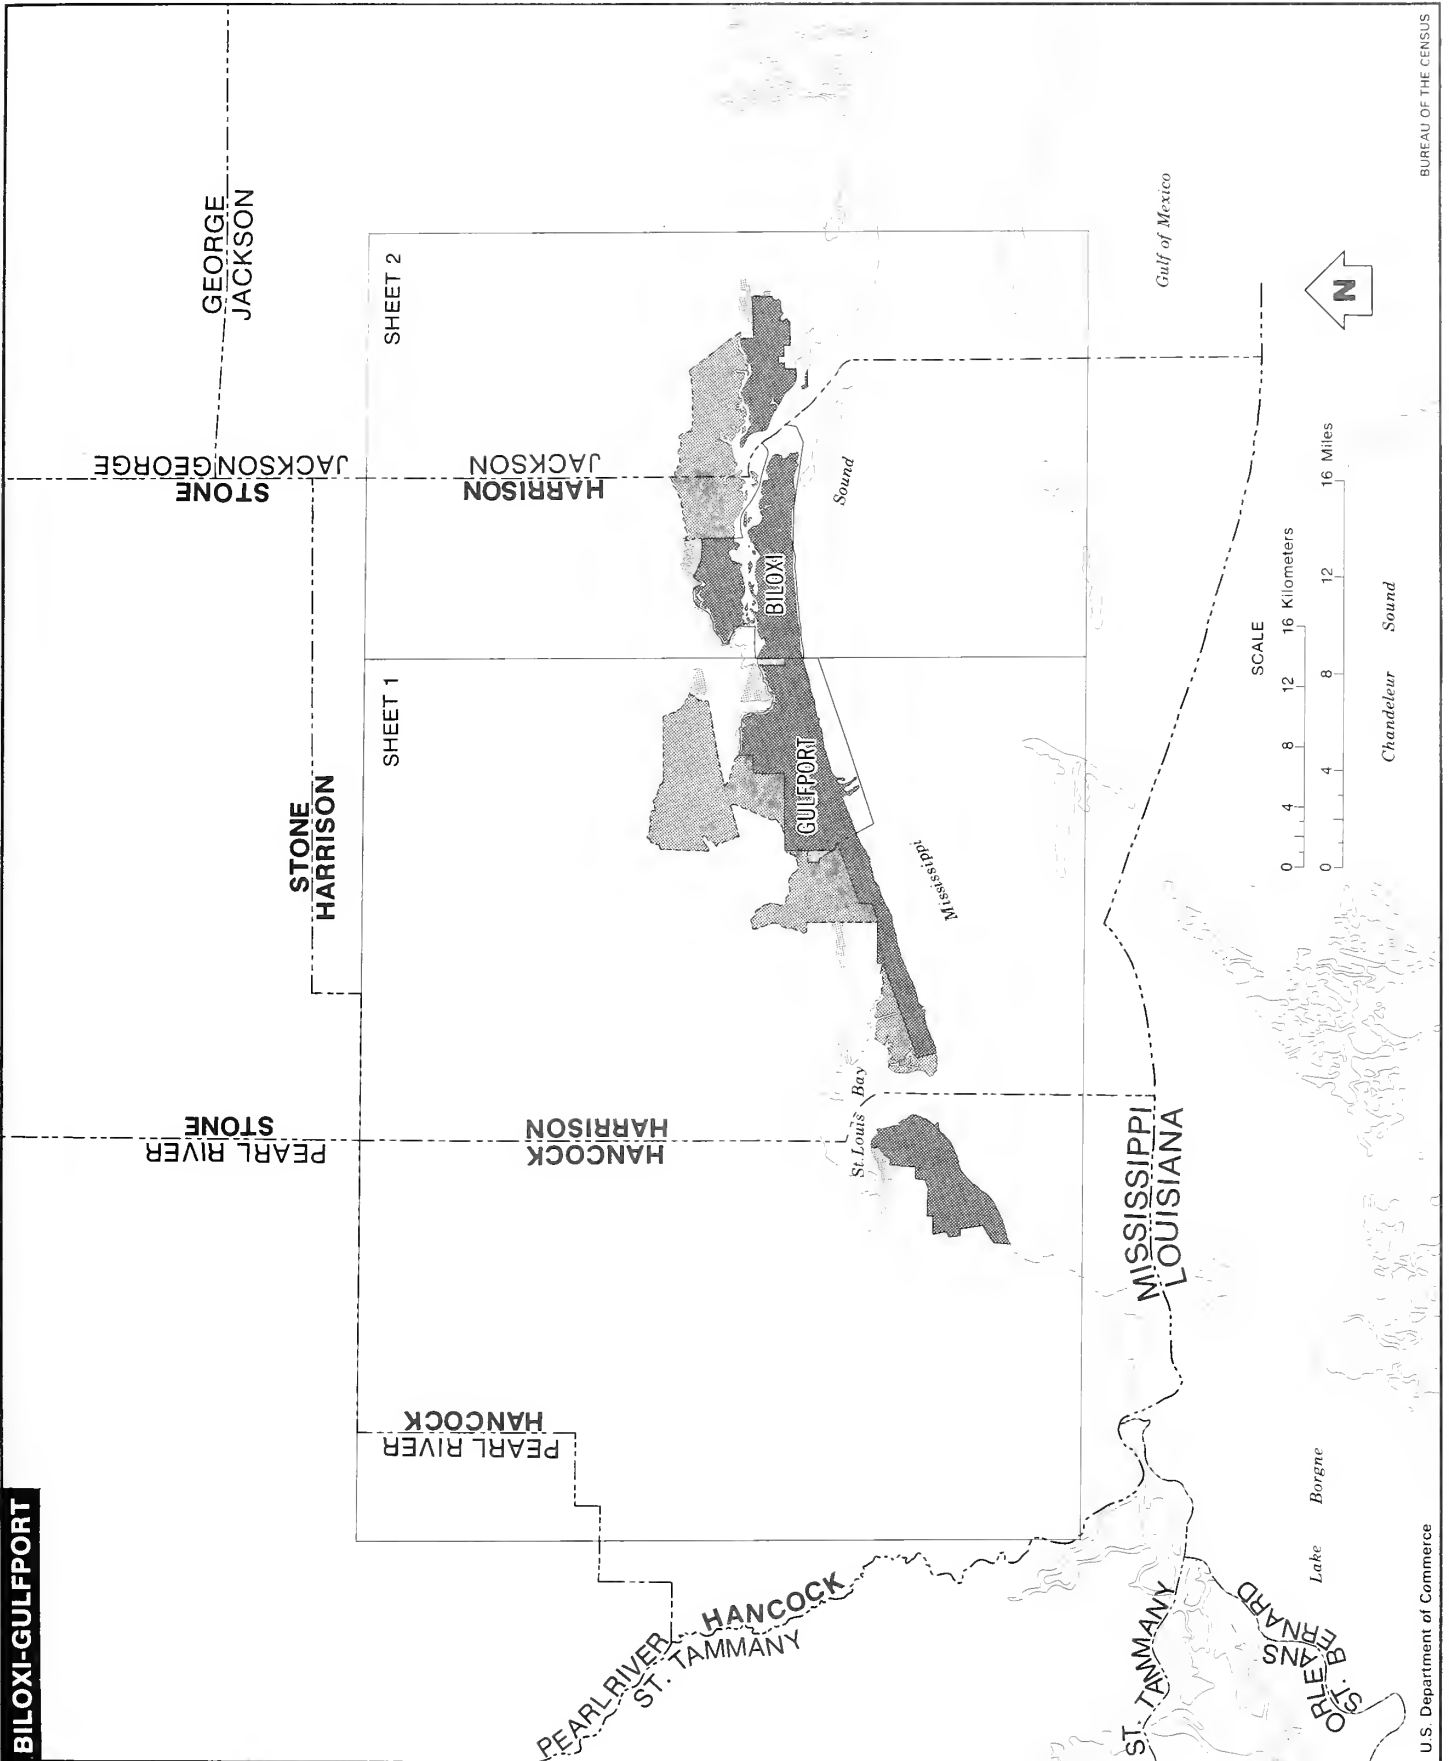 BILOXI-GULFPORT
PEARL RIVER
STONE
STONE
JACKSON
GEORGE
GEORGE
JACKSON
STONE
HARRISON
PEARL RIVER
HANCOCK
HANCOCK
HARRISON
HARRISON
JACKSON
SHEET 1
SHEET 2
PEARL RIVER
ST. TAMMANY
HANCOCK
BILOXI
GULFPORT
St. Louis Bay
Mississippi
Sound
Gulf of Mexico
MISSISSIPPI
LOUISIANA
ST. TAMMANY
ORLEANS
ST. BERNARD
Lake Borgne
Chandeleur Sound
SCALE
0 4 8 12 16 Kilometers
0 4 8 12 16 Miles
N
U.S. Department of Commerce
BUREAU OF THE CENSUS